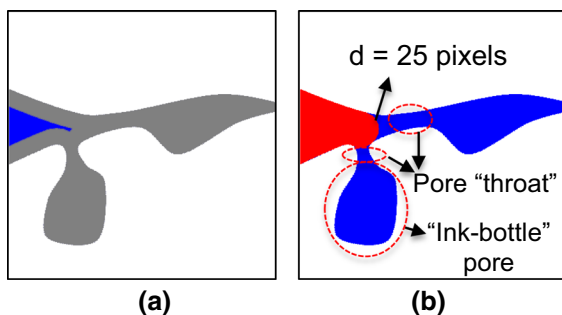 d = 25 pixels
Pore “throat”
“Ink-bottle”
pore
(a)
(b)